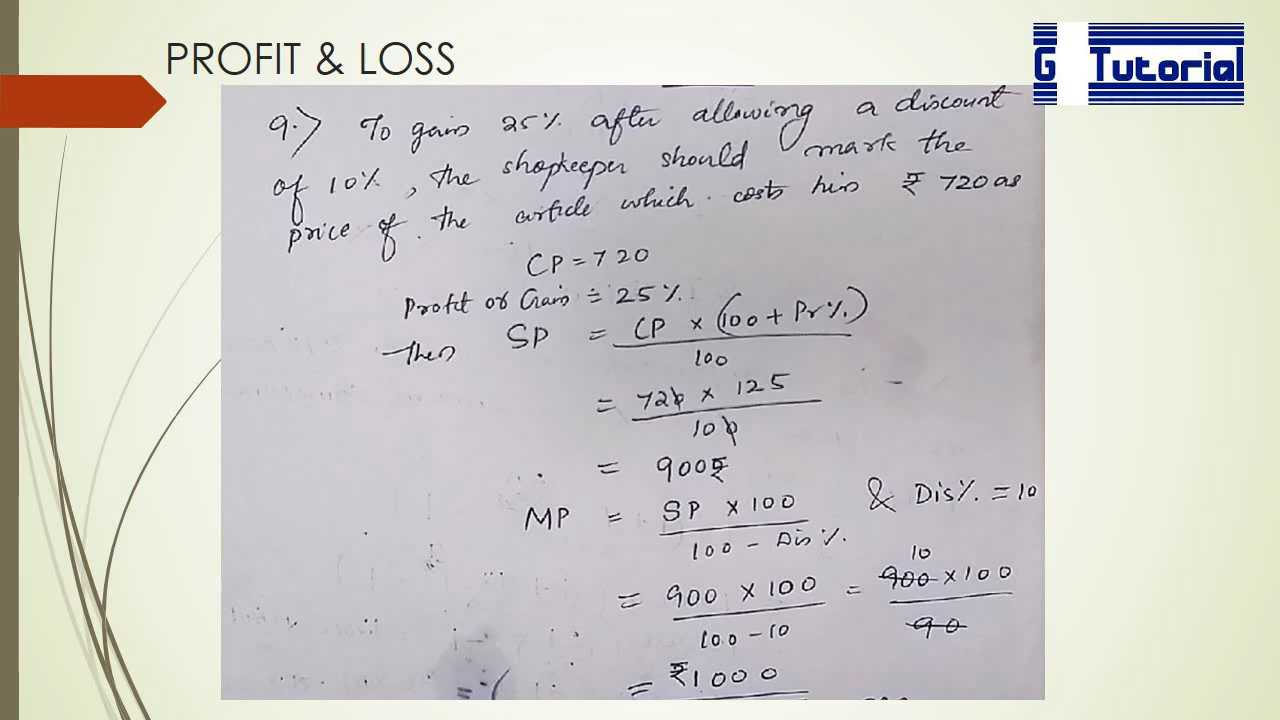 PROFIT & LOSS
G Tutorial
9.) To gain 25% after allowing a discount
of 10%, the shopkeeper should mark the
price of the article which costs him ₹ 720 as
CP = 720
Profit or Gain = 25%.
then SP = CP × (100 + Pr%.)
100
= 720 × 125
100
= 900₹
MP = SP × 100 & Dis%. = 10
100 - Dis%.
10
= 900 × 100 = 900 × 100
100 - 10 90
= ₹1000